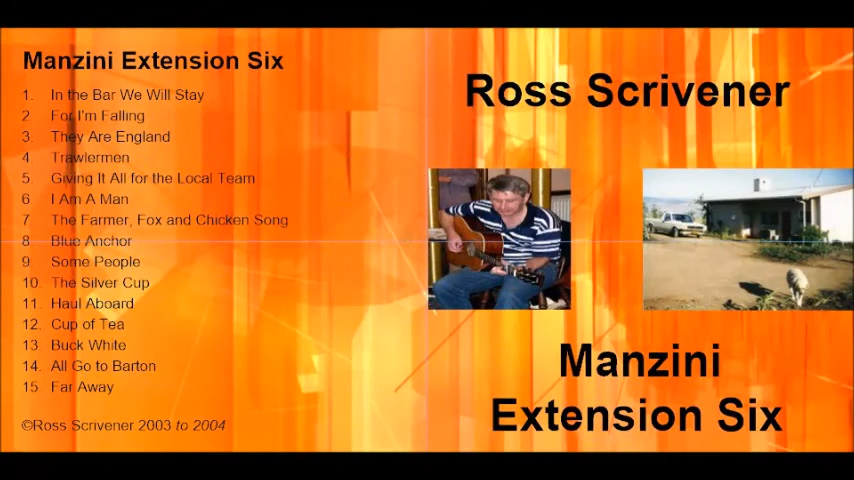 Manzini Extension Six
1. In the Bar We Will Stay
2 For I'm Falling
3. They Are England
4 Trawlermen
5 Giving It All for the Local Team
6. I Am A Man
7 The Farmer, Fox and Chicken Song
8 Blue Anchor
9 Some People
10. The Silver Cup
11. Haul Aboard
12. Cup of Tea
13. Buck White
14. All Go to Barton
15 Far Away
©Ross Scrivener 2003 to 2004
Ross Scrivener
Manzini
Extension Six